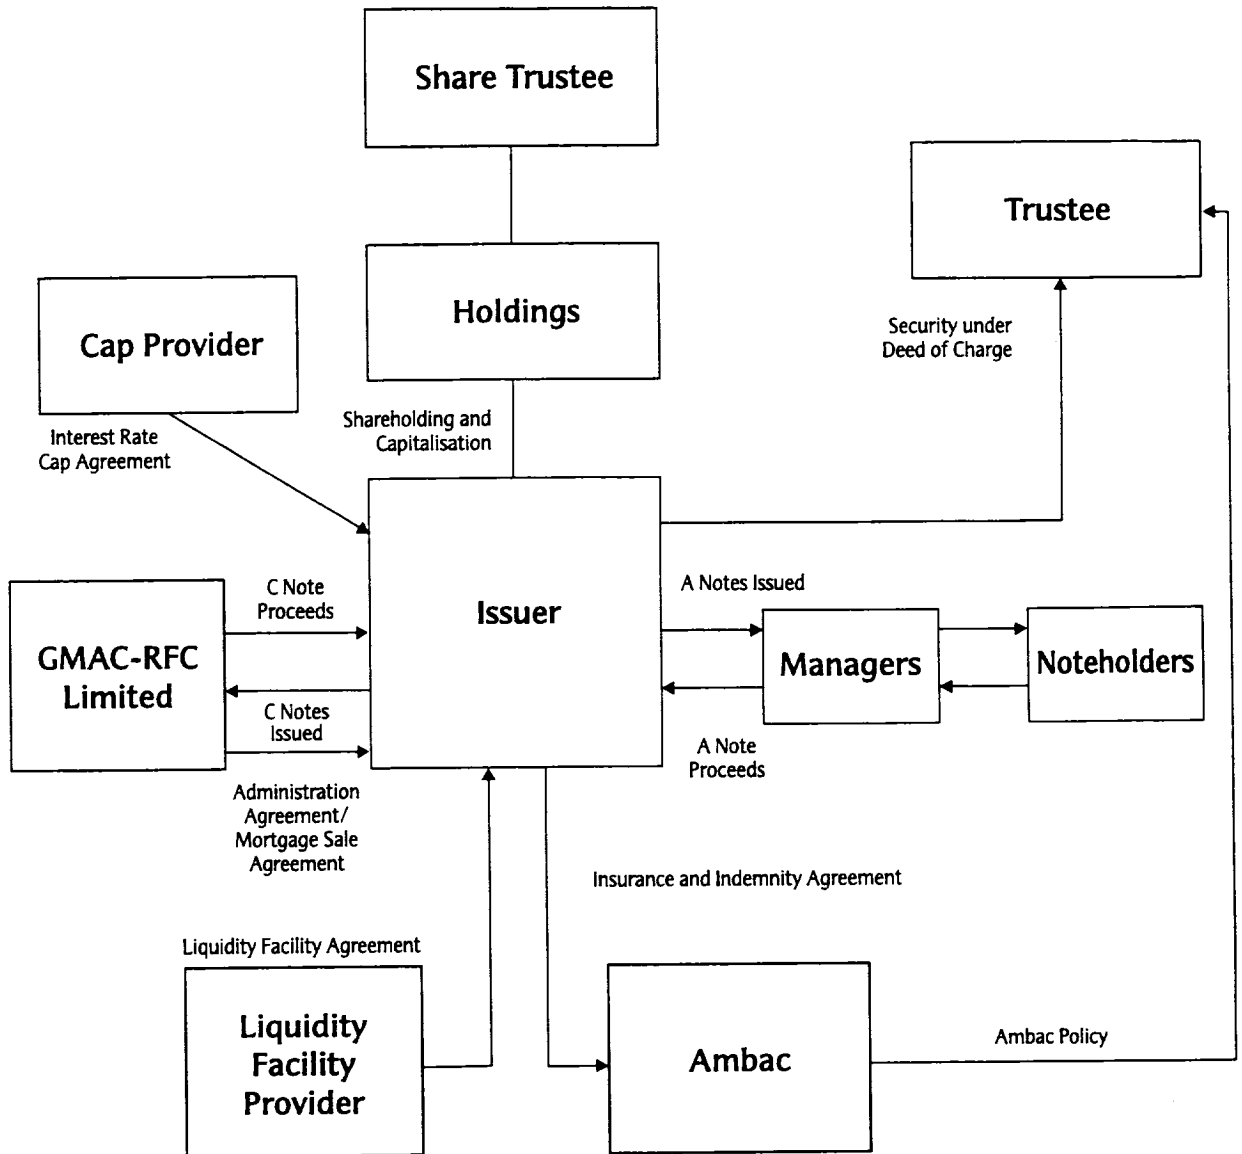 Share Trustee
Trustee
Holdings
Cap Provider
Security under
Deed of Charge
Interest Rate
Cap Agreement
Shareholding and
Capitalisation
C Note
Proceeds
A Notes Issued
Issuer
GMAC-RFC
Limited
Managers
Noteholders
C Notes
Issued
A Note
Proceeds
Administration
Agreement/
Mortgage Sale
Agreement
Insurance and Indemnity Agreement
Liquidity Facility Agreement
Liquidity
Facility
Provider
Ambac
Ambac Policy